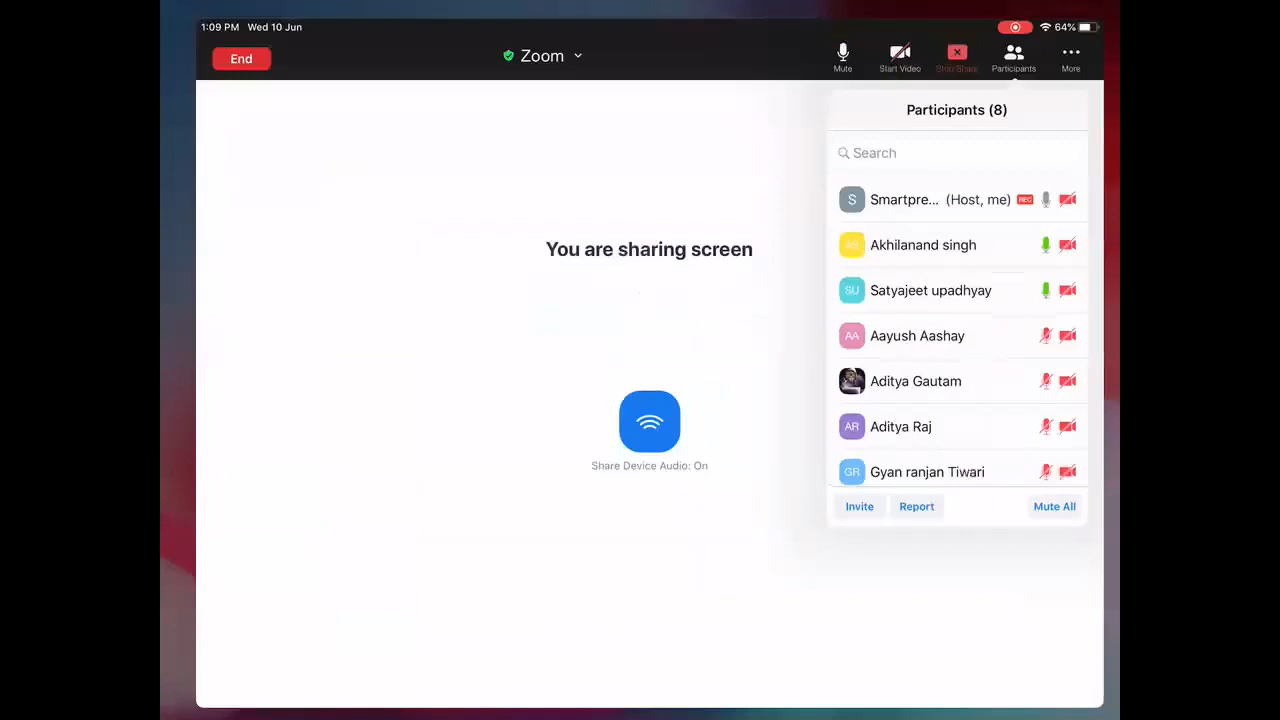 1:09 PM Wed 10 Jun
64%
End
Zoom
Mute
Start Video
Stop Share
Participants
More
Participants (8)
Search
S
Smartpre... (Host, me)
REC
Akhilanand singh
SU
Satyajeet upadhyay
AA
Aayush Aashay
Aditya Gautam
AR
Aditya Raj
GR
Gyan ranjan Tiwari
Invite
Report
Mute All
You are sharing screen
Share Device Audio: On